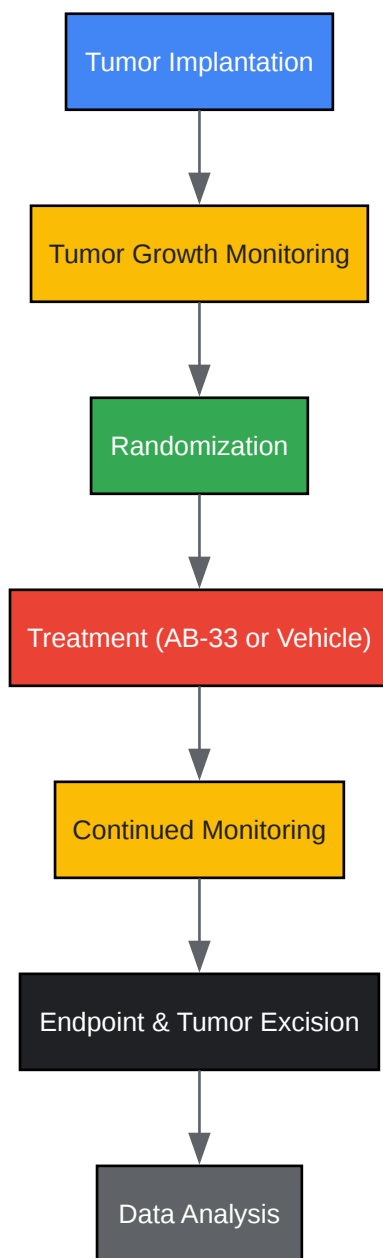 Tumor Implantation
Tumor Growth Monitoring
Randomization
Treatment (AB-33 or Vehicle)
Continued Monitoring
Endpoint & Tumor Excision
Data Analysis